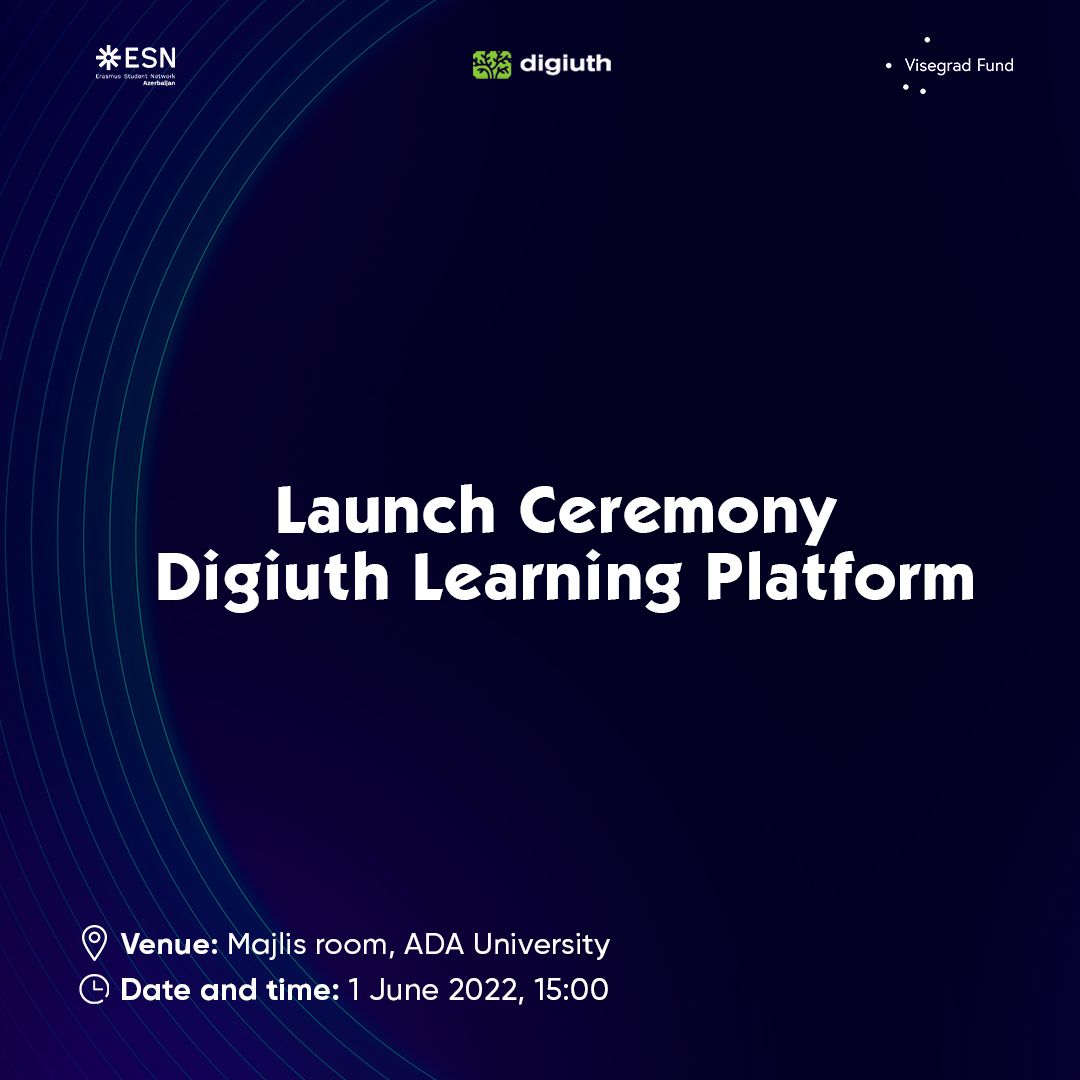 ESN
Erasmus Student Network
Azerbaijan
digiuth
Visegrad Fund
Launch Ceremony
Digiuth Learning Platform
Venue: Majlis room, ADA University
Date and time: 1 June 2022, 15:00